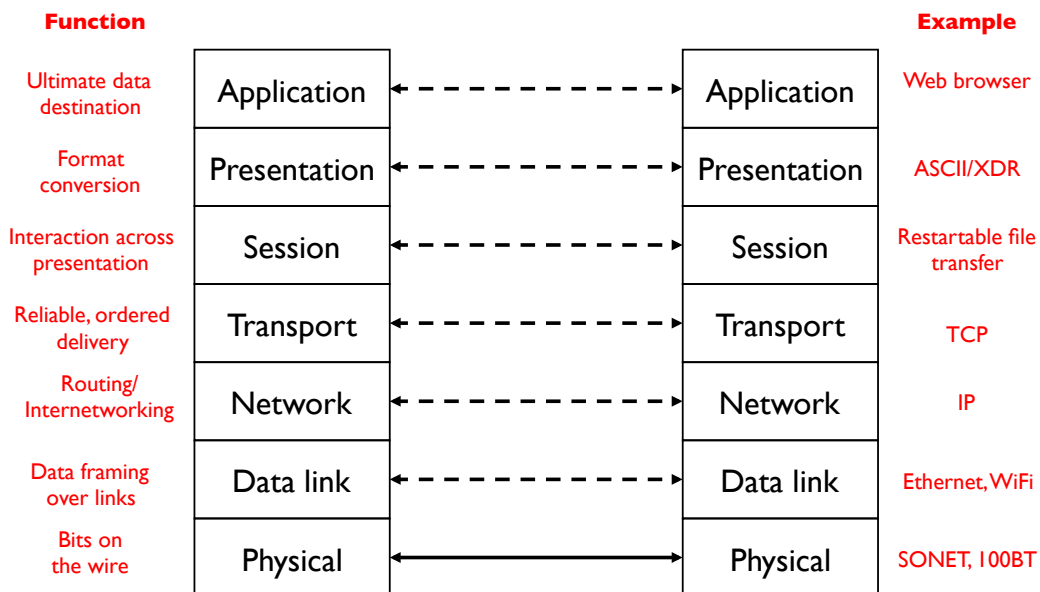 Function
Example
Ultimate data
destination
Application
Application
Web browser
Format
conversion
Presentation
Presentation
ASCII/XDR
Interaction across
presentation
Session
Session
Restartable file
transfer
Reliable, ordered
delivery
Transport
Transport
TCP
Routing/
Internetworking
Network
Network
IP
Data framing
over links
Data link
Data link
Ethernet, WiFi
Bits on
the wire
Physical
Physical
SONET, 100BT